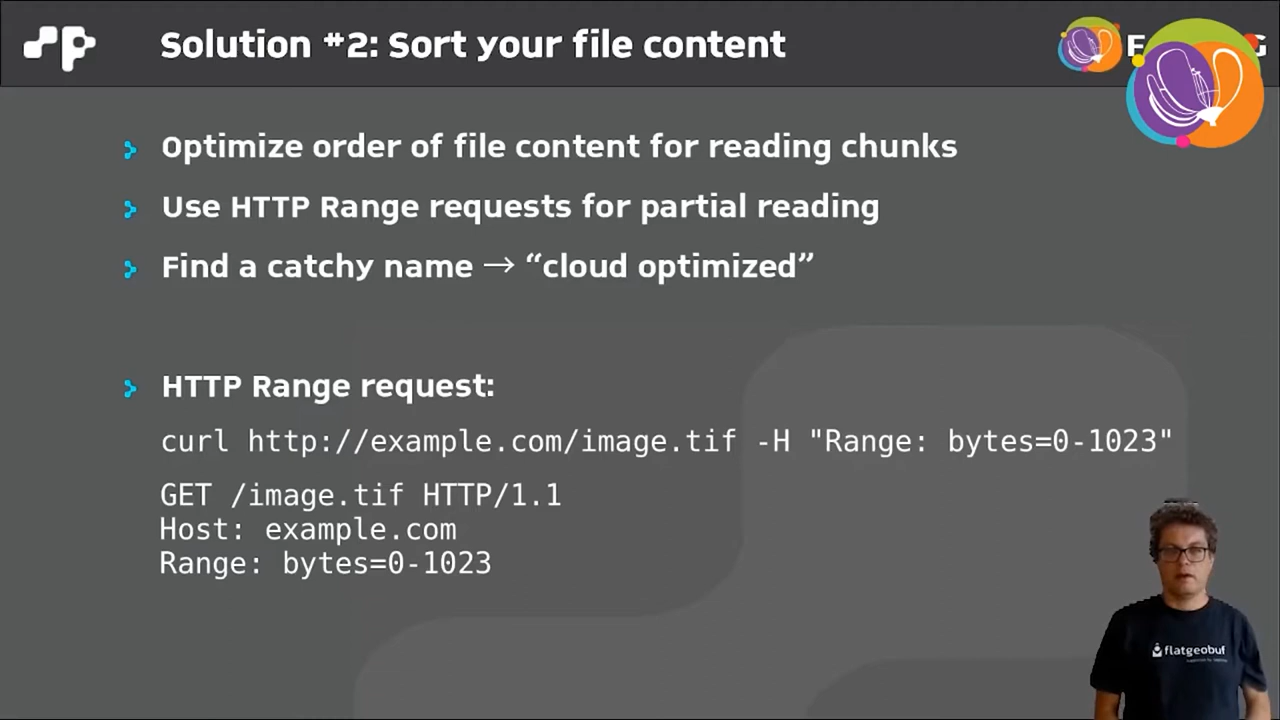 Solution #2: Sort your file content
Optimize order of file content for reading chunks
Use HTTP Range requests for partial reading
Find a catchy name → “cloud optimized”
HTTP Range request:
curl http://example.com/image.tif -H "Range: bytes=0-1023"
GET /image.tif HTTP/1.1
Host: example.com
Range: bytes=0-1023
flatgeobuf